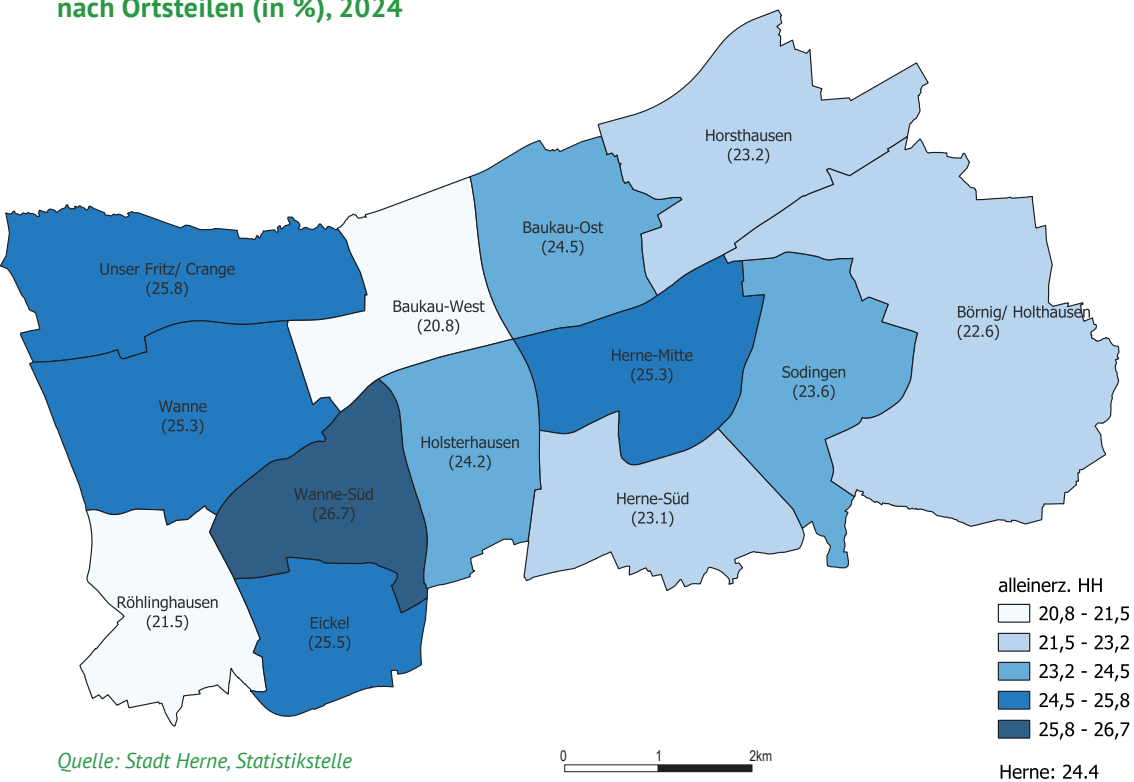 nach Ortsteilen (in %), 2024
Horsthausen
(23.2)
Baukau-Ost
(24.5)
Unser Fritz/ Crange
(25.8)
Baukau-West
(20.8)
Börnig/ Holthausen
(22.6)
Herne-Mitte
(25.3)
Sodingen
(23.6)
Wanne
(25.3)
Holsterhausen
(24.2)
Wanne-Süd
(26.7)
Herne-Süd
(23.1)
Röhlinghausen
(21.5)
Eickel
(25.5)
alleinerz. HH
20,8 - 21,5
21,5 - 23,2
23,2 - 24,5
24,5 - 25,8
25,8 - 26,7
Herne: 24.4
Quelle: Stadt Herne, Statistikstelle
0 1 2km